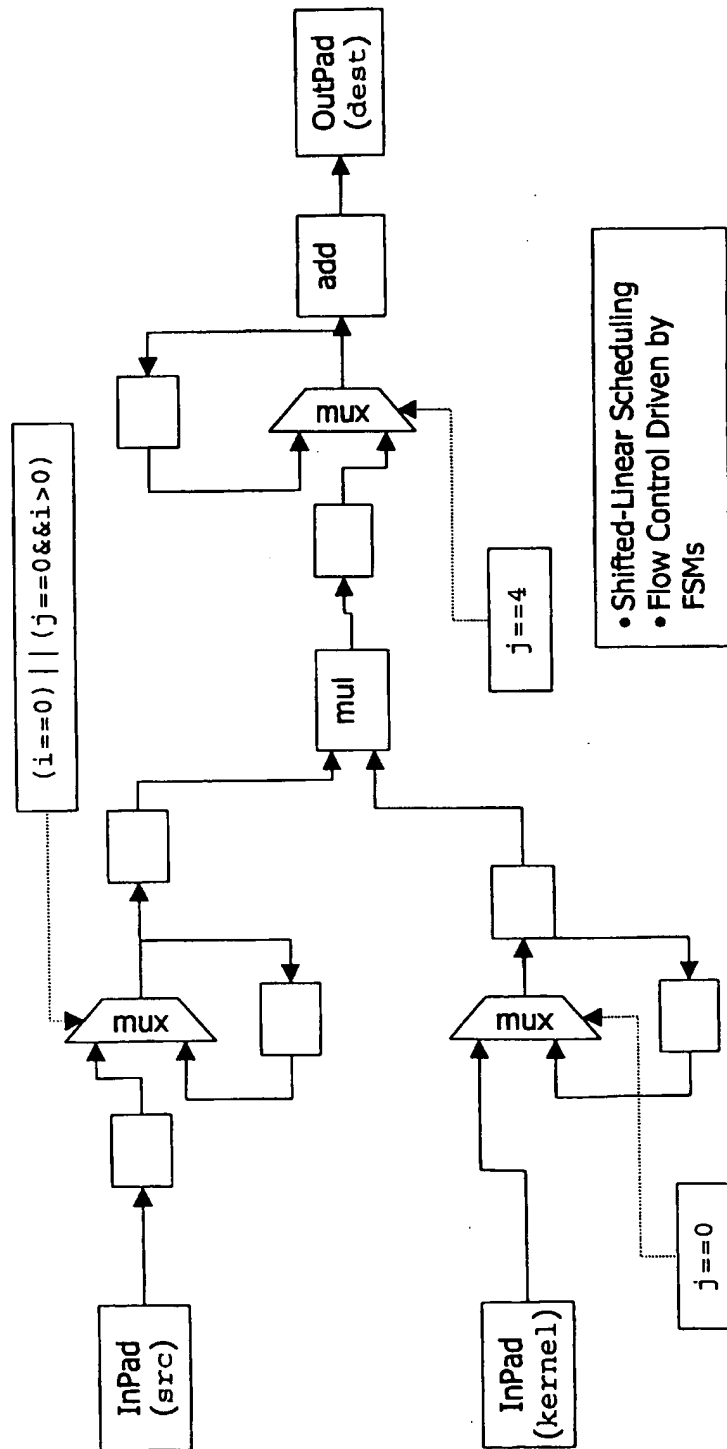 InPad
(src)
mux
(i==0)||(j==0&&i>0)
InPad
(kernel)
mux
j==0
mul
mux
j==4
add
OutPad
(dest)
• Shifted-Linear Scheduling
• Flow Control Driven by
FSMs